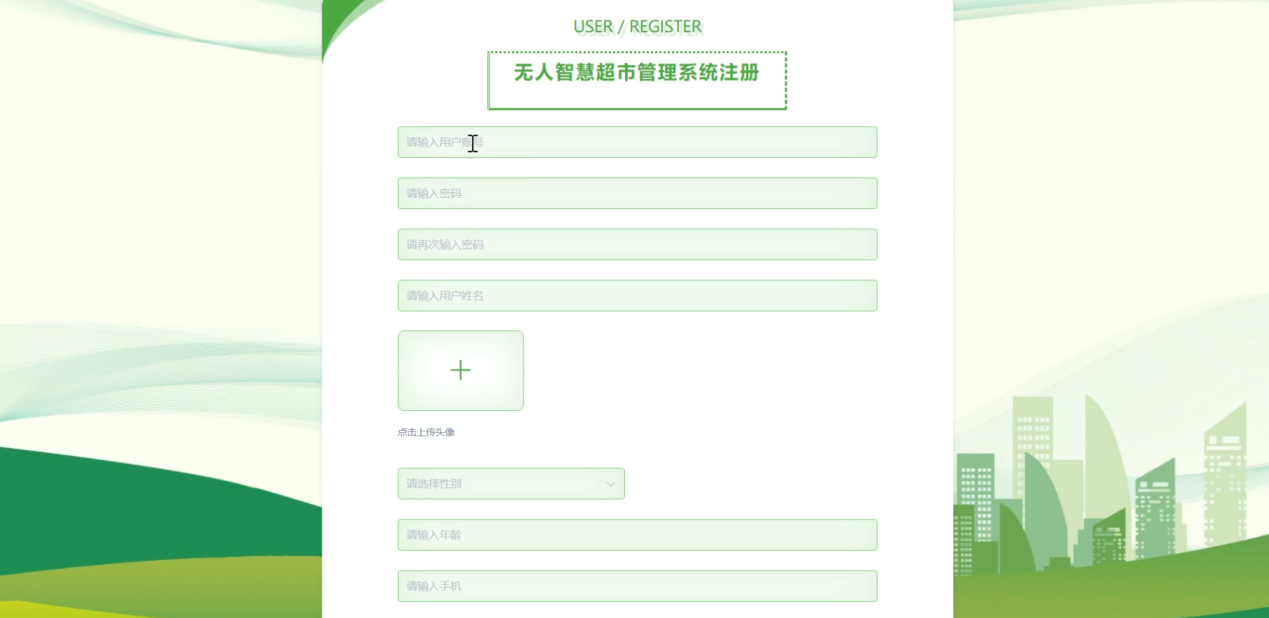 USER / REGISTER
无人智慧超市管理系统注册
请输入用户账号
请输入密码
请再次输入密码
请输入用户姓名
点击上传头像
请选择性别
请输入年龄
请输入手机